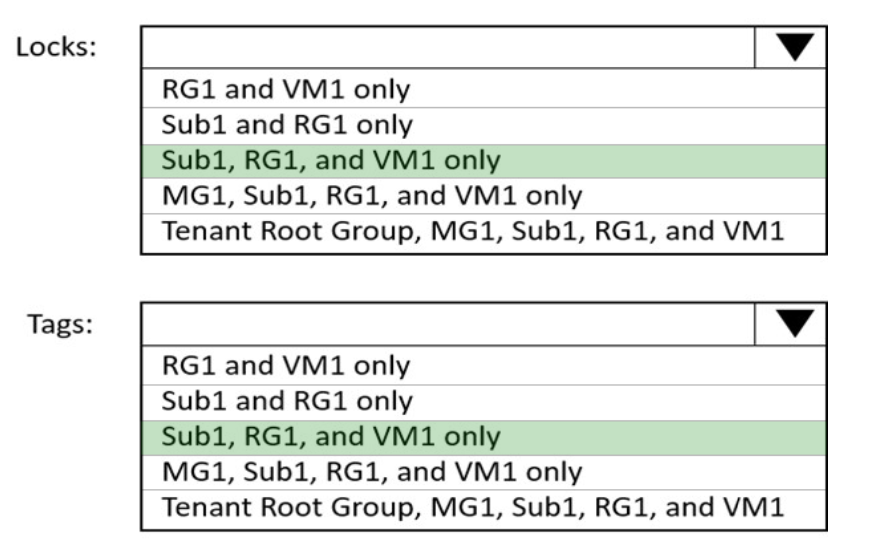 Locks:
RG1 and VM1 only
Sub1 and RG1 only
Sub1, RG1, and VM1 only
MG1, Sub1, RG1, and VM1 only
Tenant Root Group, MG1, Sub1, RG1, and VM1
Tags:
RG1 and VM1 only
Sub1 and RG1 only
Sub1, RG1, and VM1 only
MG1, Sub1, RG1, and VM1 only
Tenant Root Group, MG1, Sub1, RG1, and VM1